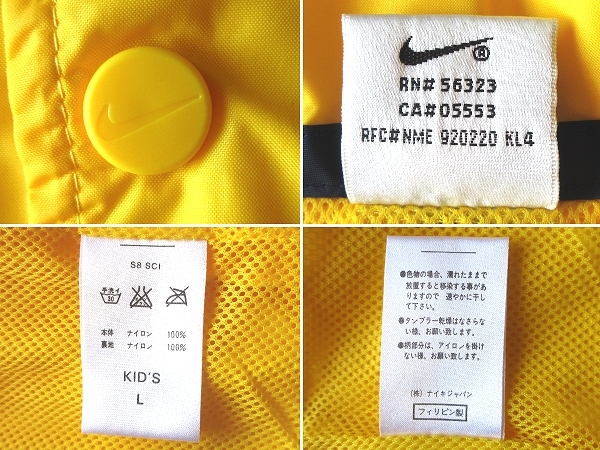 RN# 56323
CA#05553
RFC#NME 920220 KL4
S8 SCI
手洗イ
30
本体 ナイロン 100%
裏地 ナイロン 100%
KID'S
L
●色物の場合、濡れたままで
放置すると移染する事が
ありますので 速やかに干し
て下さい。
●タンブラー乾燥はなさらな
い様、お願い致します。
●柄部分は、アイロンを掛け
ない様、お願い致します。
(株) ナイキジャパン
フィリピン製